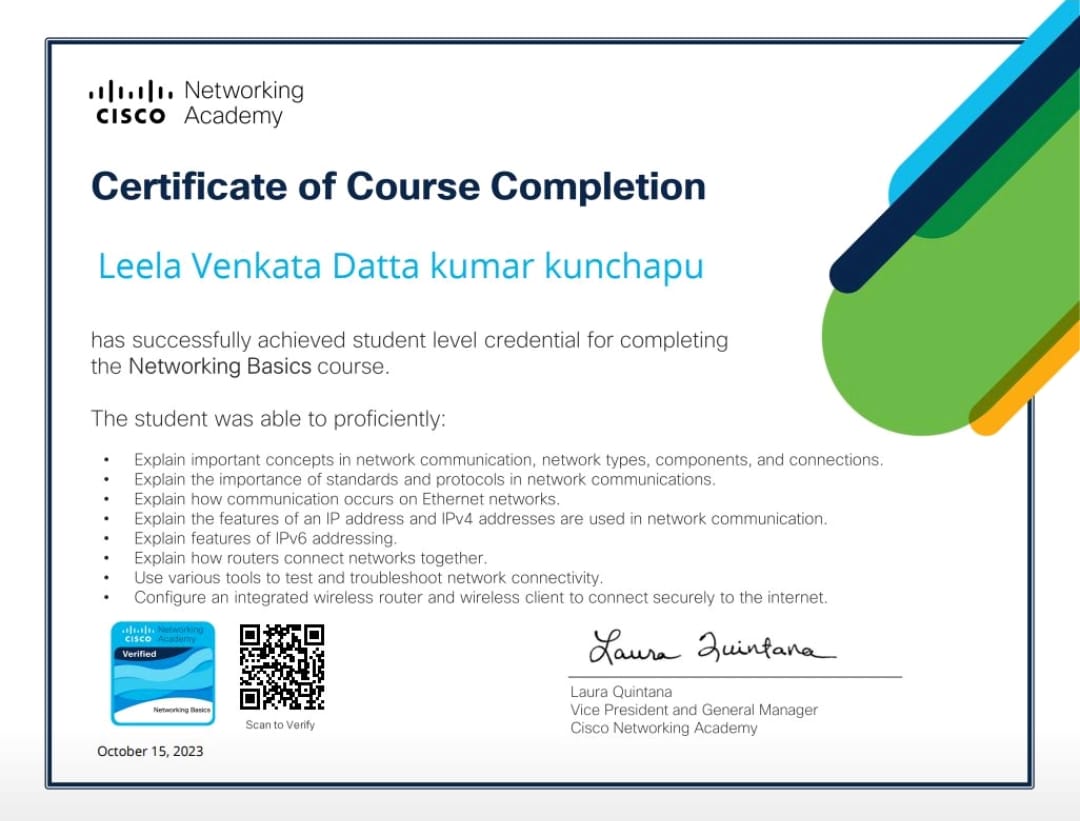 Networking
CISCO Academy
Certificate of Course Completion
Leela Venkata Datta kumar kunchapu
has successfully achieved student level credential for completing
the Networking Basics course.
The student was able to proficiently:
• Explain important concepts in network communication, network types, components, and connections.
• Explain the importance of standards and protocols in network communications.
• Explain how communication occurs on Ethernet networks.
• Explain the features of an IP address and IPv4 addresses are used in network communication.
• Explain features of IPv6 addressing.
• Explain how routers connect networks together.
• Use various tools to test and troubleshoot network connectivity.
• Configure an integrated wireless router and wireless client to connect securely to the internet.
Networking
CISCO Academy
Verified
Networking Basics
Scan to Verify
October 15, 2023
Laura Quintana
Laura Quintana
Vice President and General Manager
Cisco Networking Academy